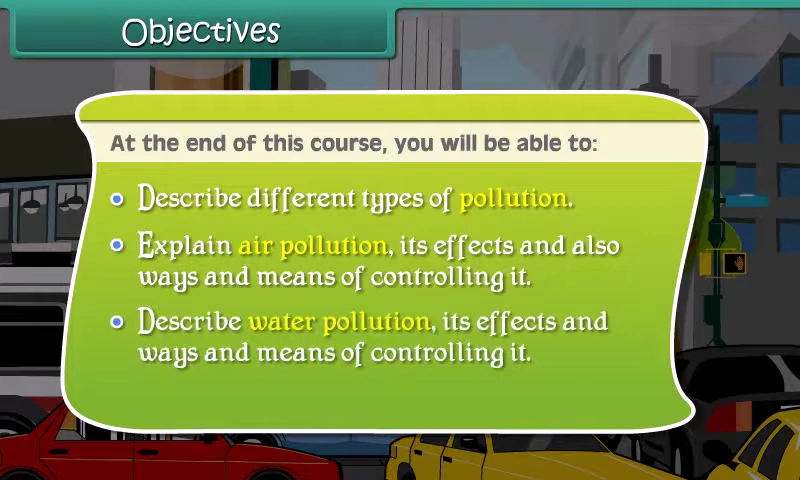 Objectives
At the end of this course, you will be able to:
Describe different types of pollution.
Explain air pollution, its effects and also
ways and means of controlling it.
Describe water pollution, its effects and
ways and means of controlling it.